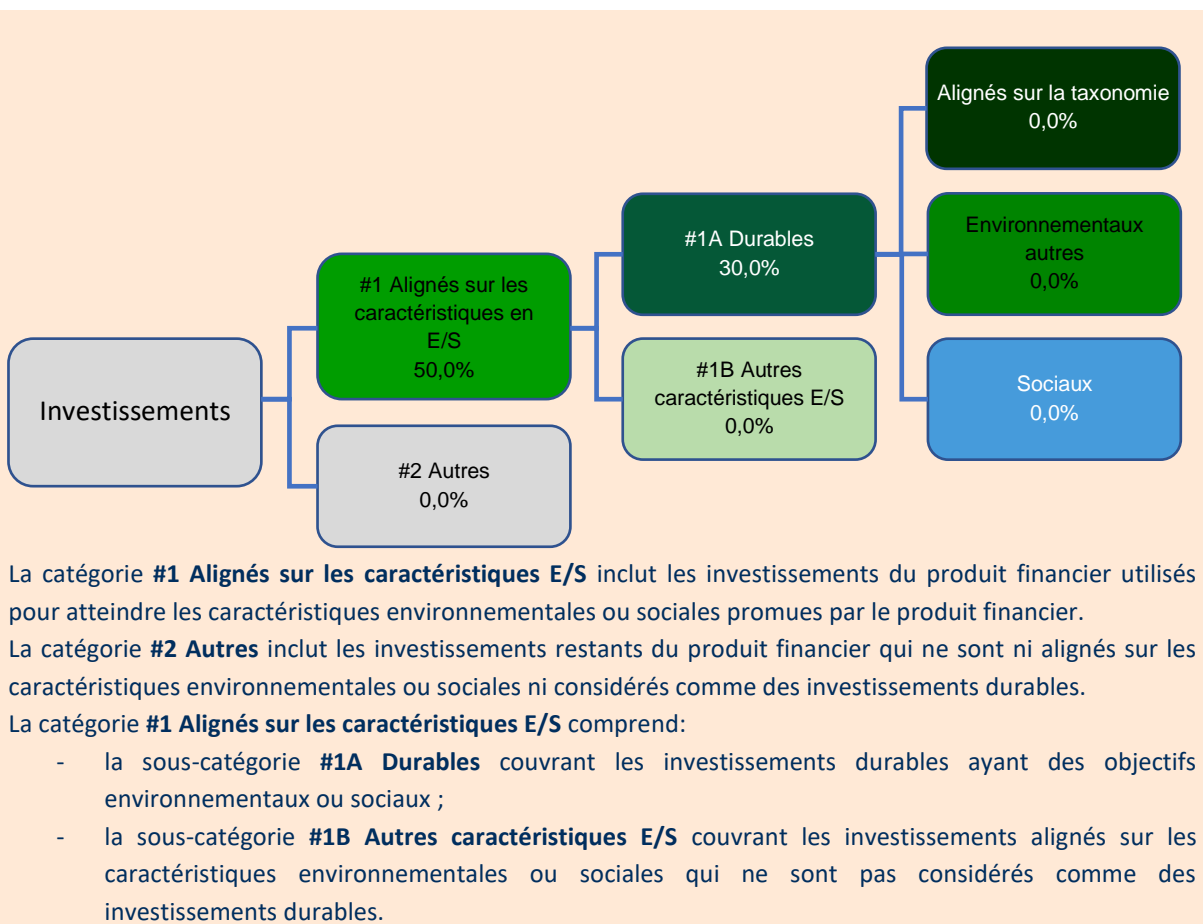 Investissements
#1 Alignés sur les
caractéristiques en
E/S
50,0%
#2 Autres
0,0%
#1A Durables
30,0%
#1B Autres
caractéristiques E/S
0,0%
Alignés sur la taxonomie
0,0%
Environnementaux
autres
0,0%
Sociaux
0,0%
La catégorie #1 Alignés sur les caractéristiques E/S inclut les investissements du produit financier utilisés
pour atteindre les caractéristiques environnementales ou sociales promues par le produit financier.
La catégorie #2 Autres inclut les investissements restants du produit financier qui ne sont ni alignés sur les
caractéristiques environnementales ou sociales ni considérés comme des investissements durables.
La catégorie #1 Alignés sur les caractéristiques E/S comprend:
- la sous-catégorie #1A Durables couvrant les investissements durables ayant des objectifs
environnementaux ou sociaux ;
- la sous-catégorie #1B Autres caractéristiques E/S couvrant les investissements alignés sur les
caractéristiques environnementales ou sociales qui ne sont pas considérés comme des
investissements durables.